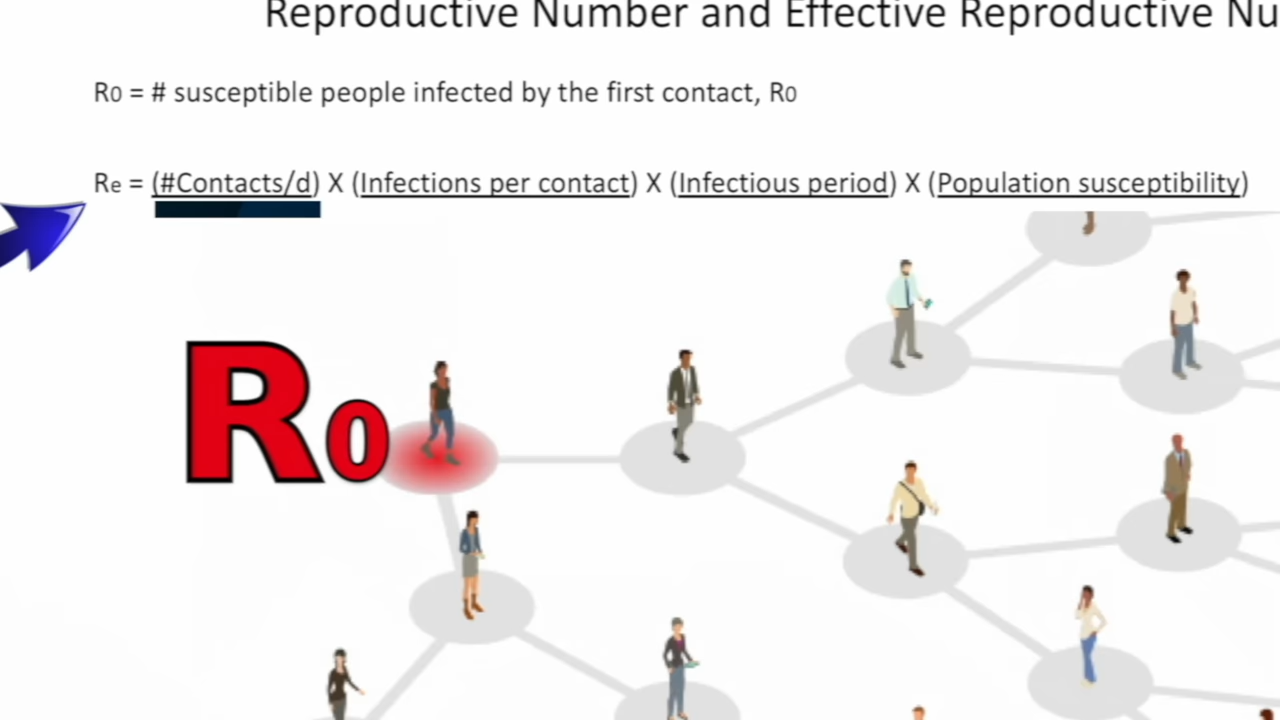 Reproductive Number and Effective Reproductive Nu
R0 = # susceptible people infected by the first contact, R0
Re = (#Contacts/d) X (Infections per contact) X (Infectious period) X (Population susceptibility)
R0